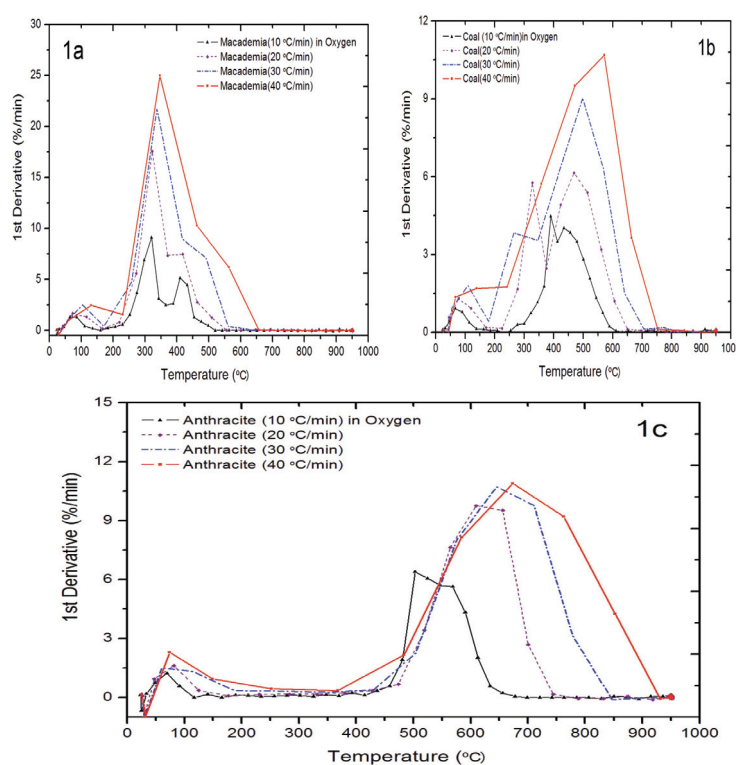 1a
Macademia(10 °C/min) in Oxygen
Macademia(20 °C/min)
Macademia(30 °C/min)
Macademia(40 °C/min)
30
25
20
15
10
5
0
1st Derivative (%/min)
0 100 200 300 400 500 600 700 800 900 1000
Temperature (°C)
1b
Coal (10 °C/min)in Oxygen
Coal(20 °C/min)
Coal(30 °C/min)
Coal(40 °C/min)
12
9
6
3
0
1st Derivative (%/min)
0 100 200 300 400 500 600 700 800 900 100
Temperature (°C)
1c
Anthracite (10 °C/min) in Oxygen
Anthracite (20 °C/min)
Anthracite (30 °C/min)
Anthracite (40 °C/min)
15
12
9
6
3
0
1st Derivative (%/min)
0 100 200 300 400 500 600 700 800 900 1000
Temperature (°C)